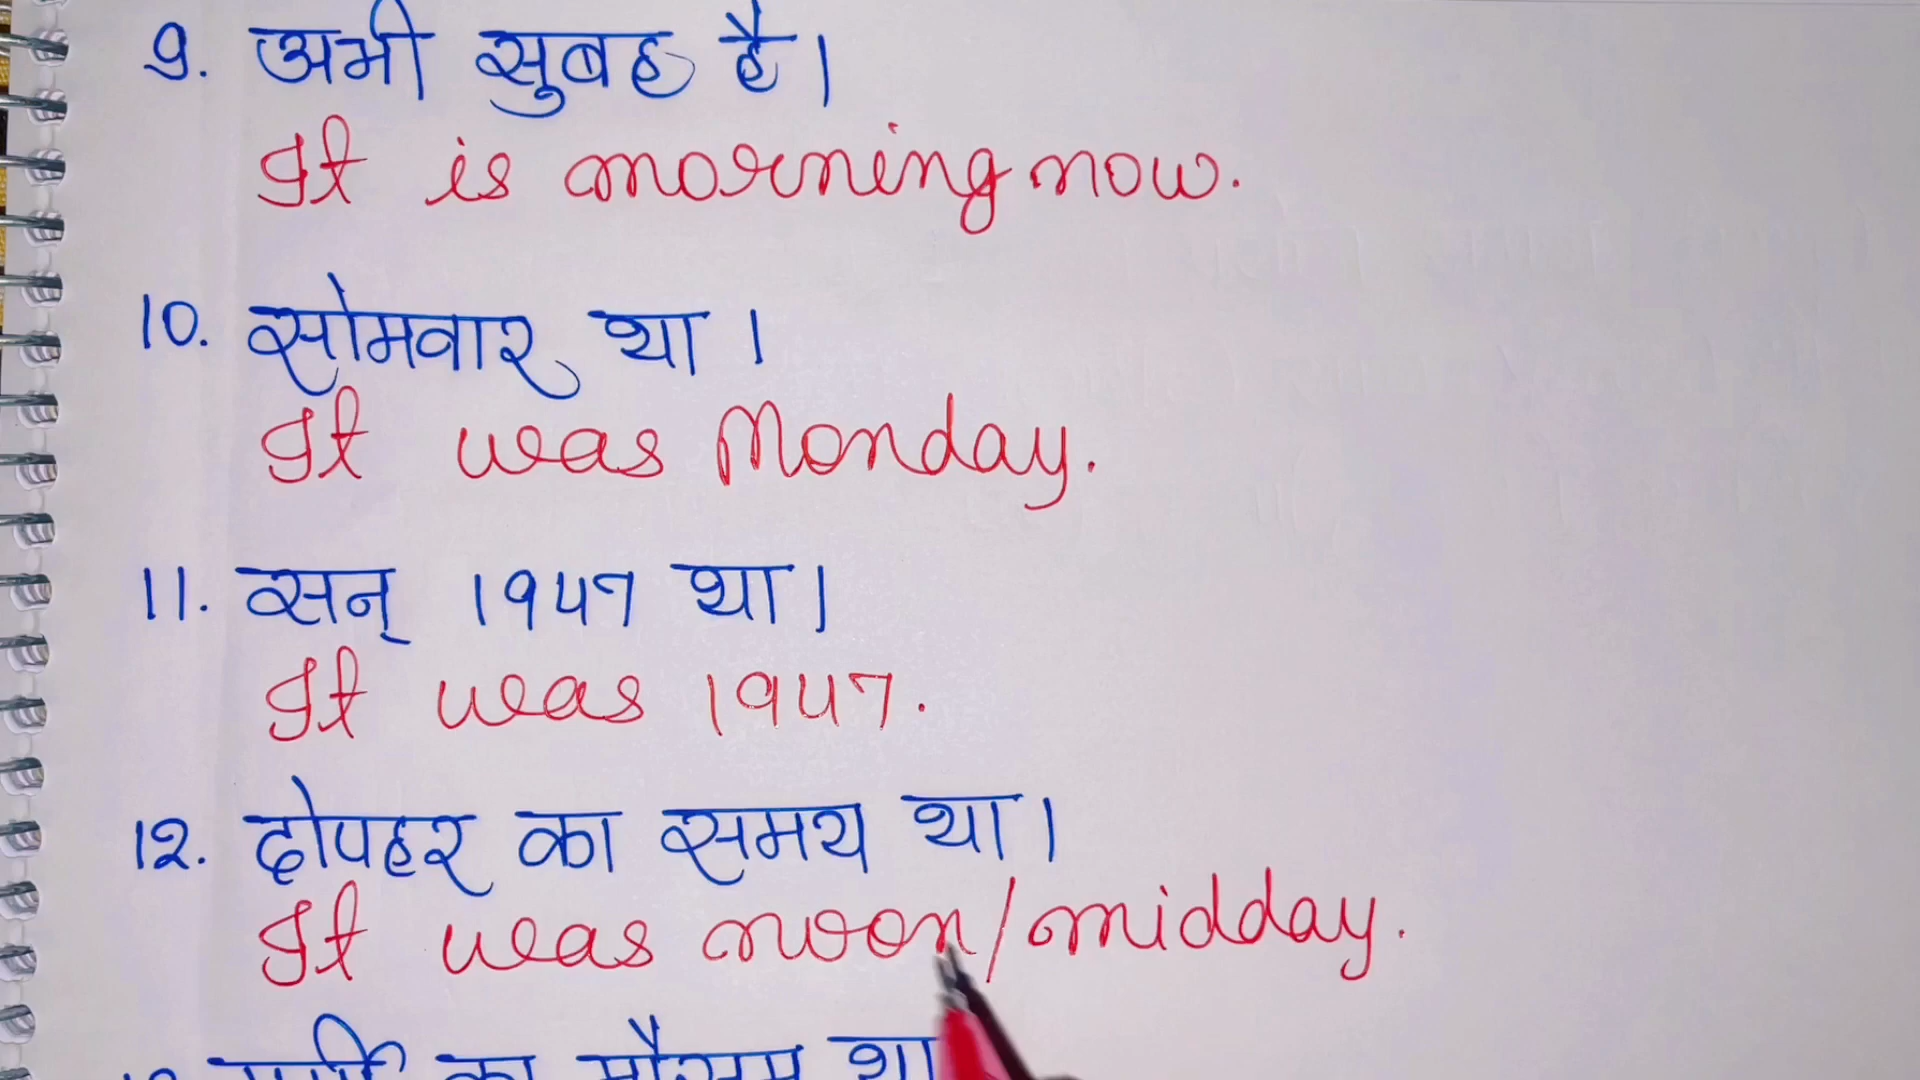 9. अभी सुबह है।
It is morning now.
10. सोमवार था।
It was Monday.
11. सन् 1947 था।
It was 1947.
12. दोपहर का समय था।
It was noon/midday.
का मौसम था